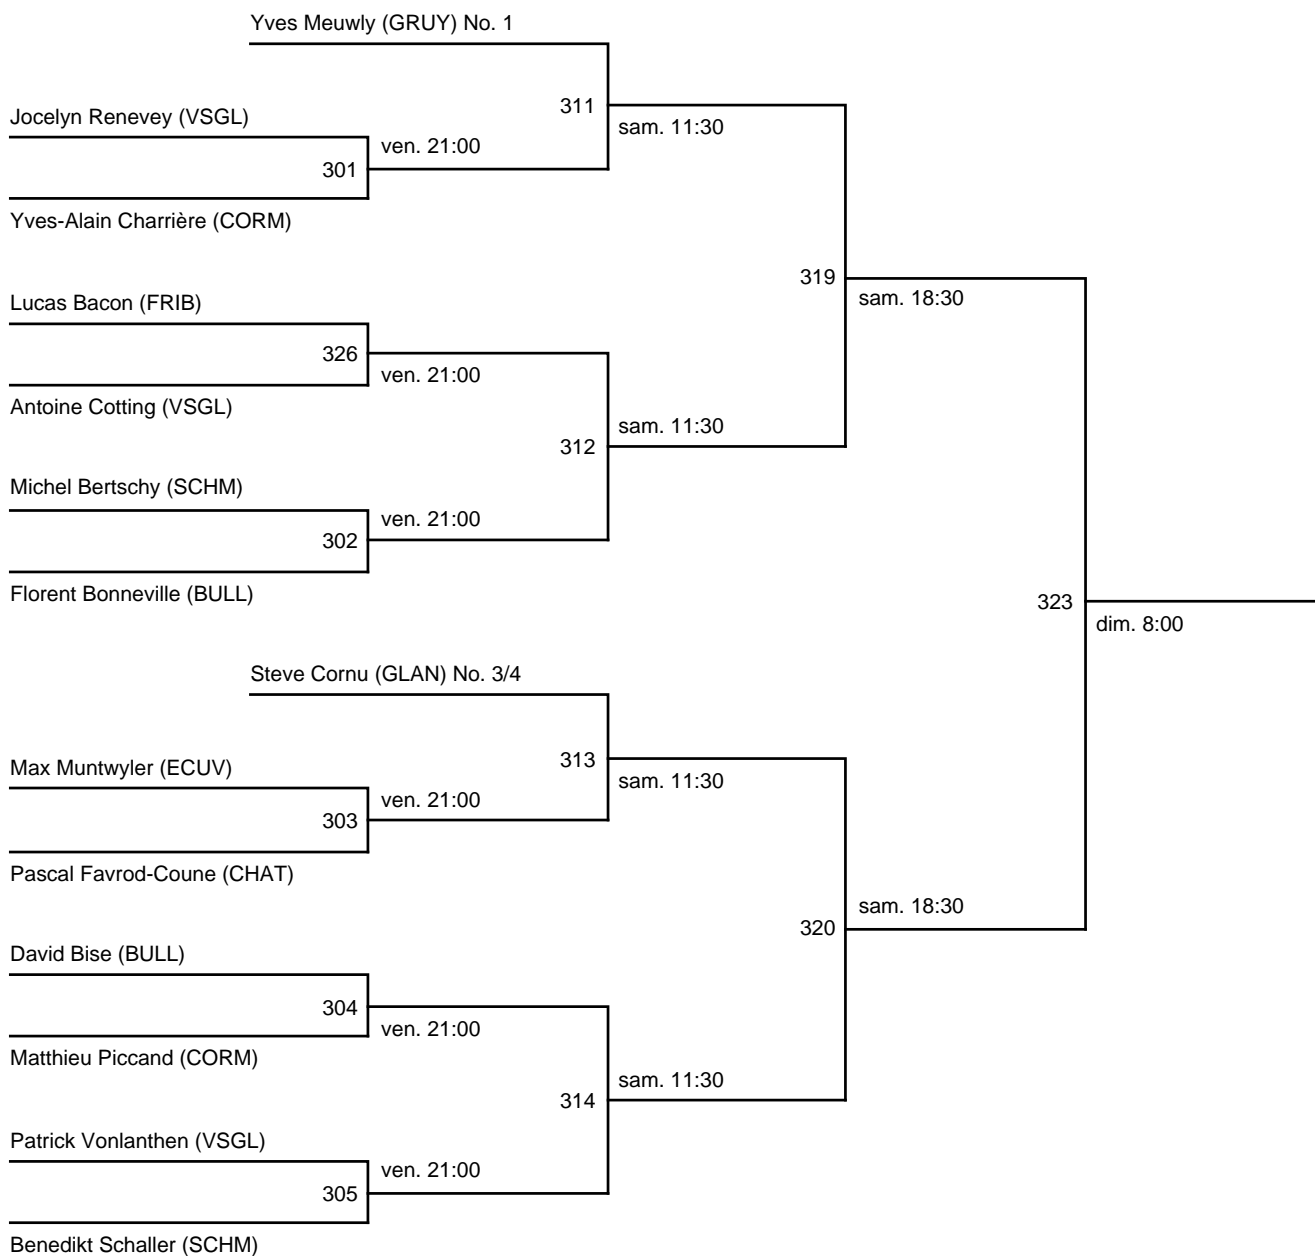 Yves Meuwly (GRUY) No. 1
311
Jocelyn Renevey (VSGL)
sam. 11:30
ven. 21:00
301
Yves-Alain Charrière (CORM)
319
Lucas Bacon (FRIB)
sam. 18:30
326
ven. 21:00
Antoine Cotting (VSGL)
sam. 11:30
312
Michel Bertschy (SCHM)
ven. 21:00
302
Florent Bonneville (BULL)
323
dim. 8:00
Steve Cornu (GLAN) No. 3/4
313
Max Muntwyler (ECUV)
sam. 11:30
ven. 21:00
303
Pascal Favrod-Coune (CHAT)
sam. 18:30
320
David Bise (BULL)
304
ven. 21:00
Matthieu Piccand (CORM)
sam. 11:30
314
Patrick Vonlanthen (VSGL)
ven. 21:00
305
Benedikt Schaller (SCHM)